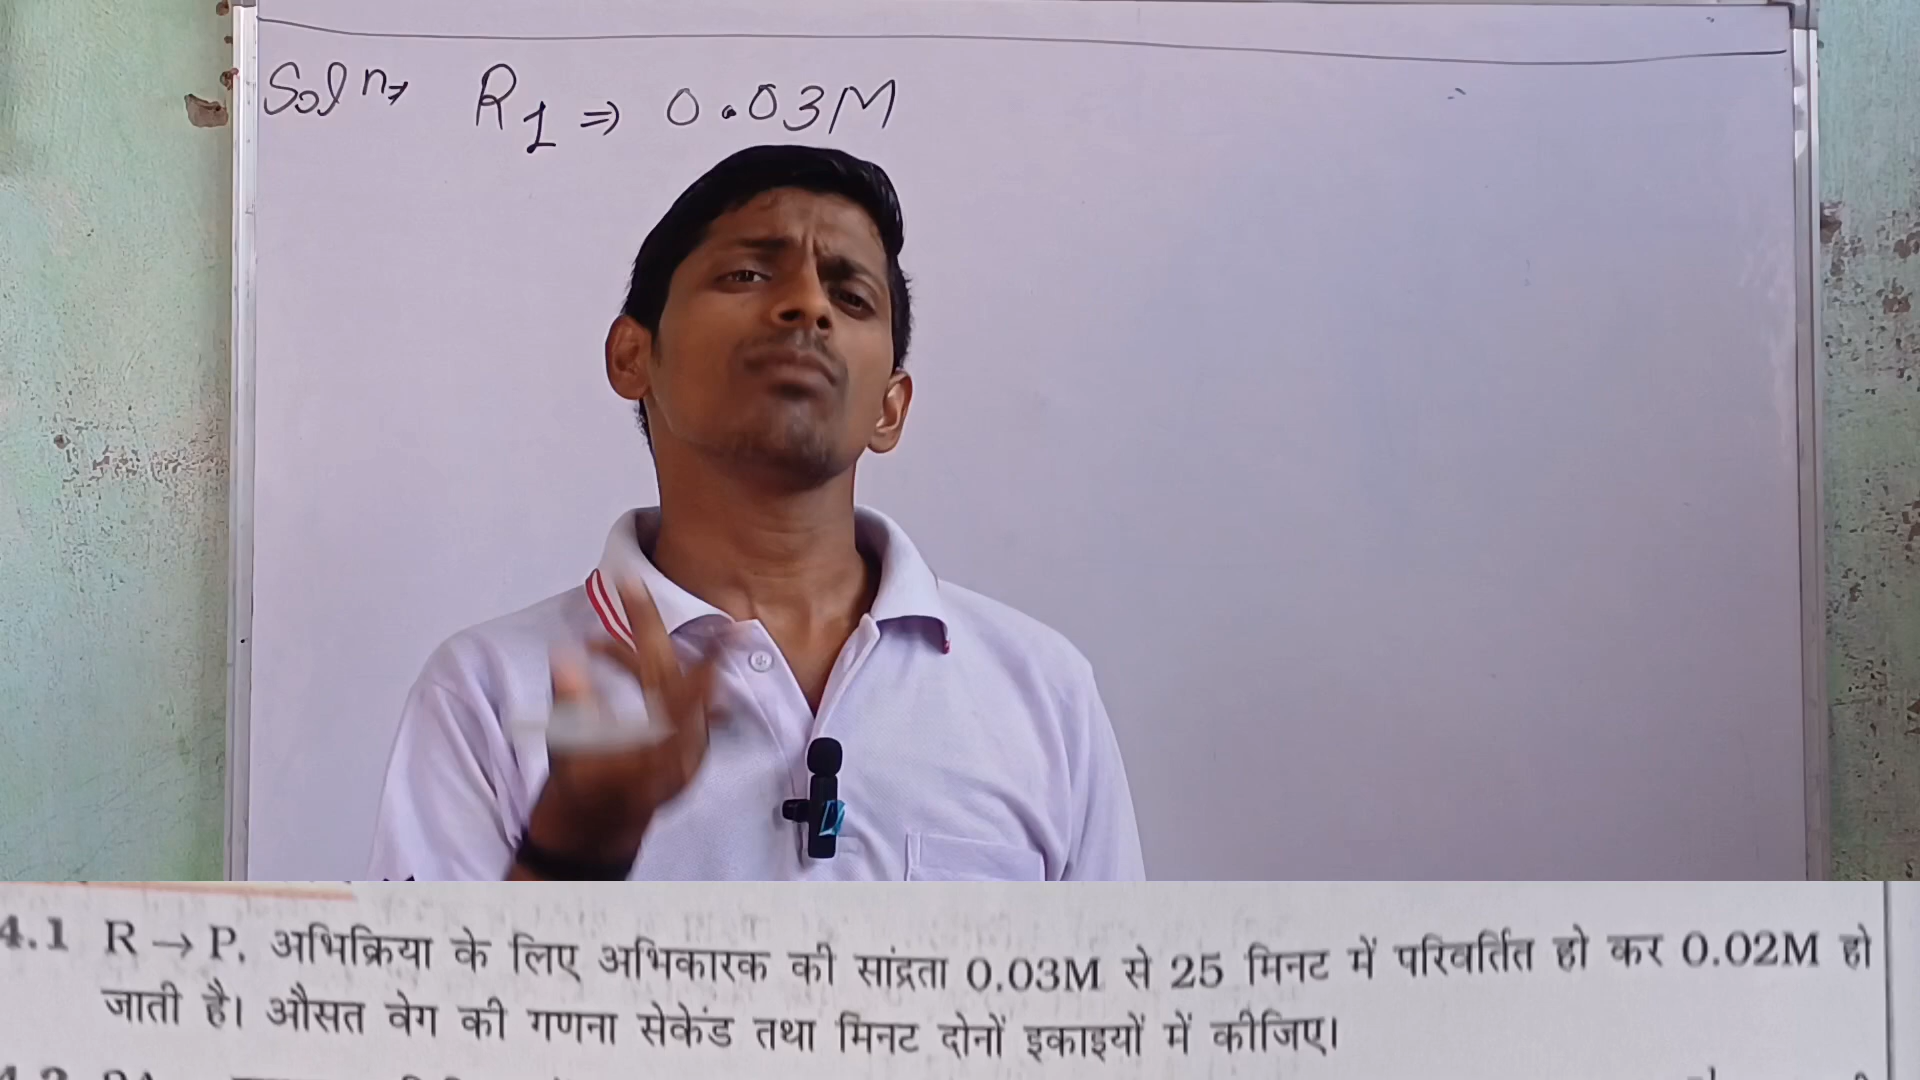 Solⁿ→ R₁ ⇒ 0.03M
4.1 R → P, अभिक्रिया के लिए अभिकारक की सांद्रता 0.03M से 25 मिनट में परिवर्तित हो कर 0.02M हो
जाती है। औसत वेग की गणना सेकेंड तथा मिनट दोनों इकाइयों में कीजिए।